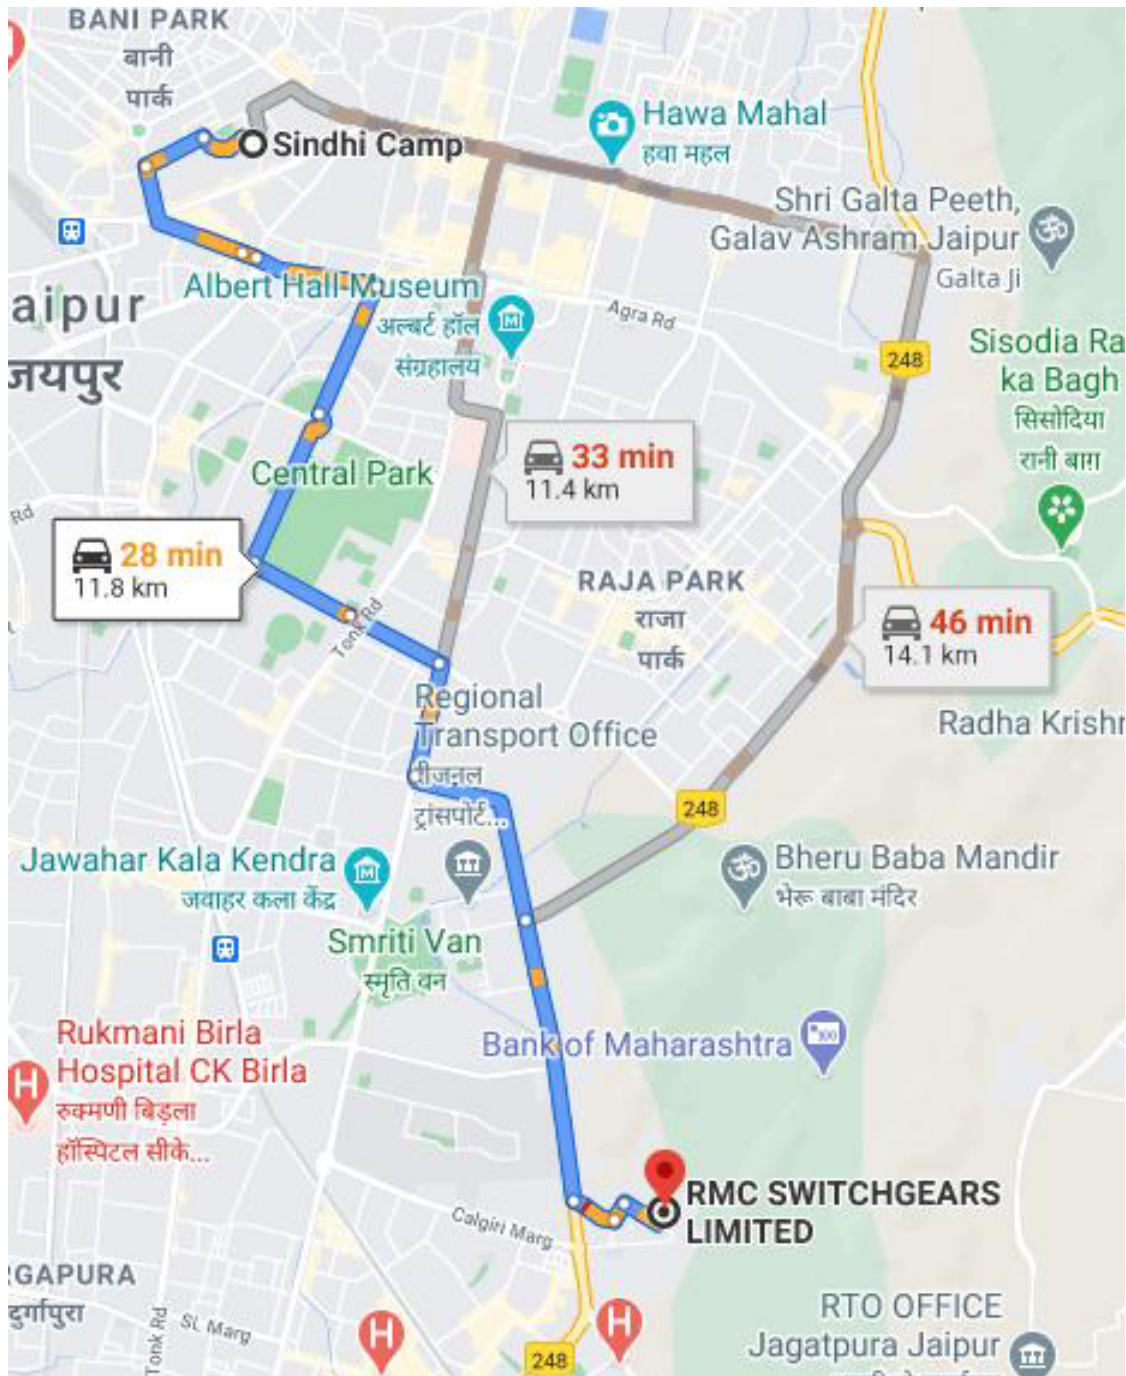 BANI PARK
बानी
पार्क
Sindhi Camp
Hawa Mahal
हवा महल
Shri Galta Peeth,
Galav Ashram Jaipur
Galta Ji
Albert Hall Museum
अल्बर्ट हॉल
संग्रहालय
Agra Rd
aipur
जयपुर
248
Sisodia Ra
ka Bagh
सिसोदिया
रानी बाग़
33 min
11.4 km
Central Park
Rd
28 min
11.8 km
RAJA PARK
राजा
पार्क
Tonk Rd
46 min
14.1 km
Regional
Transport Office
रीजनल
ट्रांसपोर्ट...
Radha Krishn
248
Jawahar Kala Kendra
जवाहर कला केंद्र
Bheru Baba Mandir
भेरू बाबा मंदिर
Smriti Van
स्मृति वन
Rukmani Birla
Hospital CK Birla
रुक्मणी बिड़ला
हॉस्पिटल सीके...
Bank of Maharashtra
RMC SWITCHGEARS
LIMITED
Calgiri Marg
RGAPURA
दुर्गापुरा
Tonk Rd
SL Marg
RTO OFFICE
Jagatpura Jaipur
248